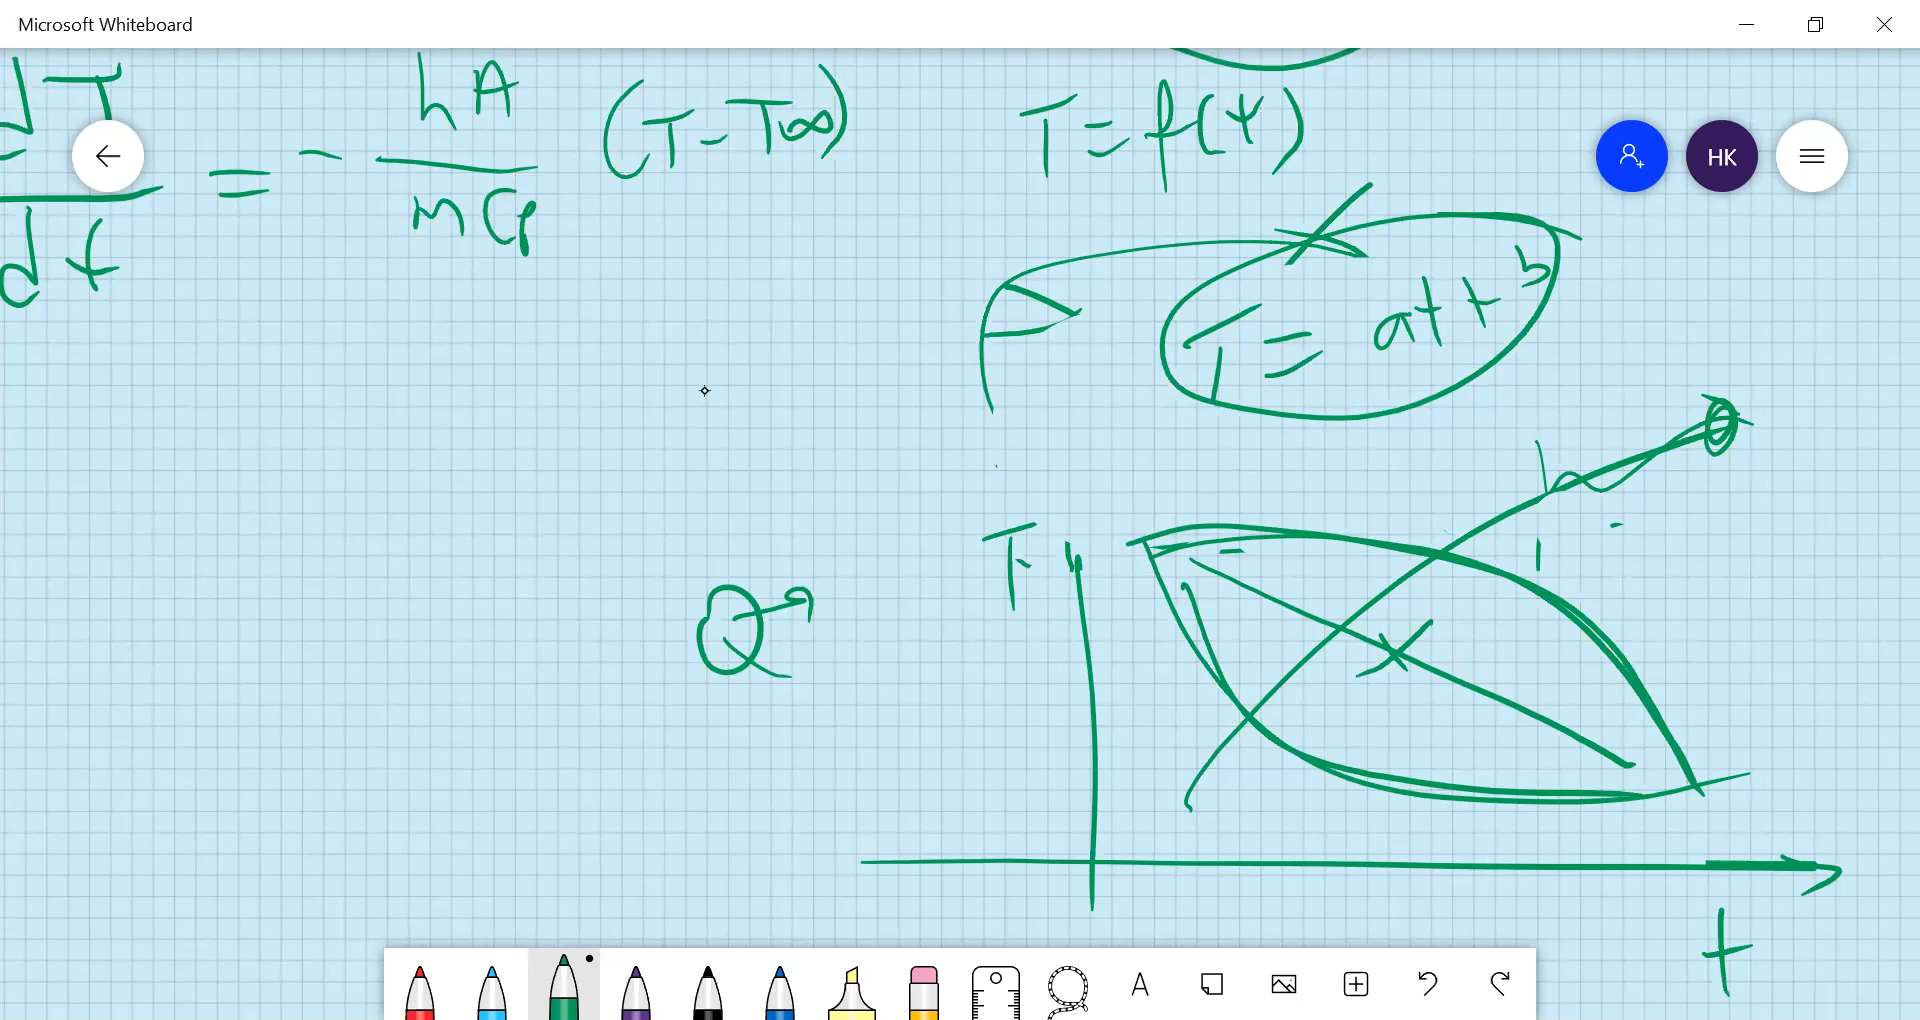 Microsoft Whiteboard
dT/dt = - hA/mCp (T - T∞)
T = f(t)
T = at + b
HK
T
Q
t
A